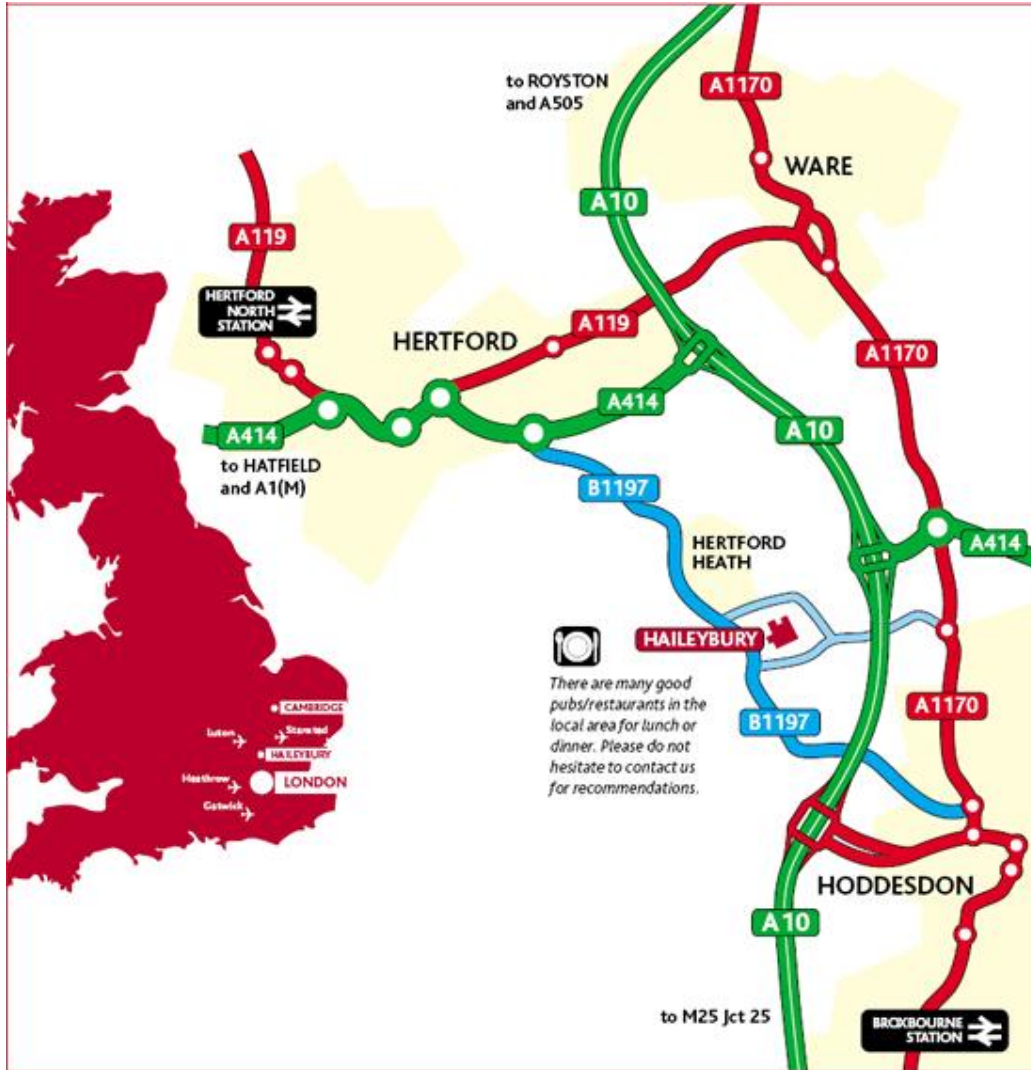 to ROYSTON
and A505
A1170
WARE
A10
A119
HERTFORD
NORTH
STATION
HERTFORD
A119
A1170
A414
A414
to HATFIELD
and A1(M)
A10
B1197
HERTFORD
HEATH
A414
HAILEYBURY
There are many good
pubs/restaurants in the
local area for lunch or
dinner. Please do not
hesitate to contact us
for recommendations.
B1197
A1170
CAMBRIDGE
Luton
Stansted
HAILEYBURY
Heathrow
LONDON
Gatwick
HODDESDON
A10
to M25 Jct 25
BROXBOURNE
STATION